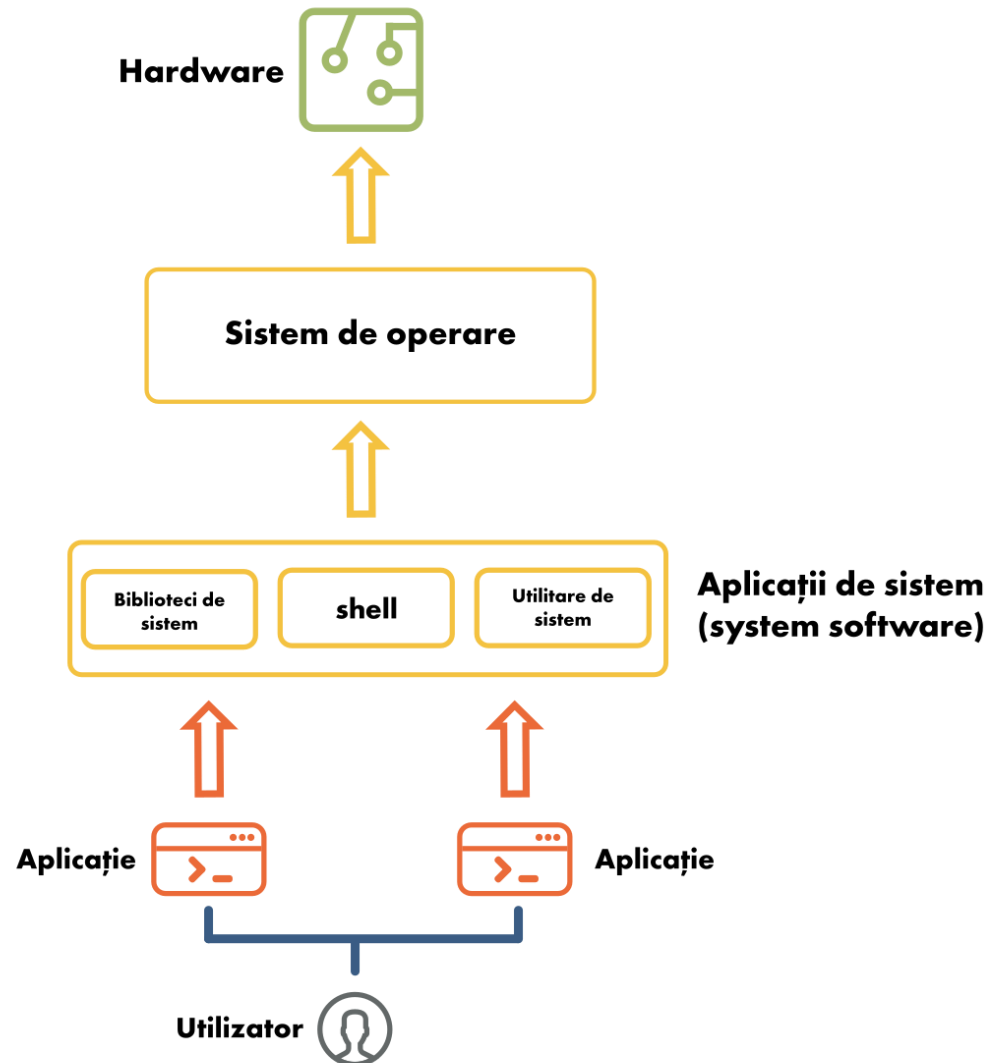 Hardware
Sistem de operare
Biblioteci de
sistem
shell
Utilitare de
sistem
Aplicații de sistem
(system software)
Aplicație
Aplicație
Utilizator